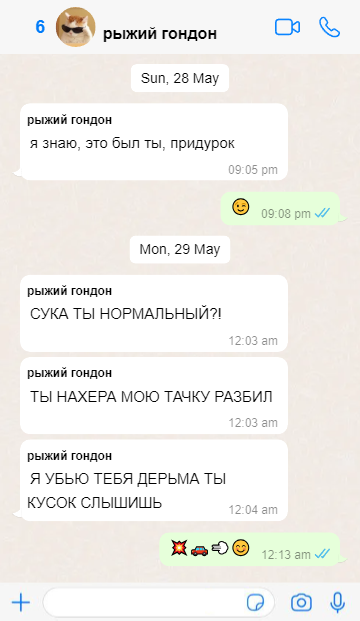 6 рыжий гондон
Sun, 28 May
рыжий гондон
я знаю, это был ты, придурок
09:05 pm
😉 09:08 pm
Mon, 29 May
рыжий гондон
СУКА ТЫ НОРМАЛЬНЫЙ?!
12:03 am
рыжий гондон
ТЫ НАХЕРА МОЮ ТАЧКУ РАЗБИЛ
12:03 am
рыжий гондон
Я УБЬЮ ТЕБЯ ДЕРЬМА ТЫ
КУСОК СЛЫШИШЬ
12:04 am
💥🚗💨😊 12:13 am